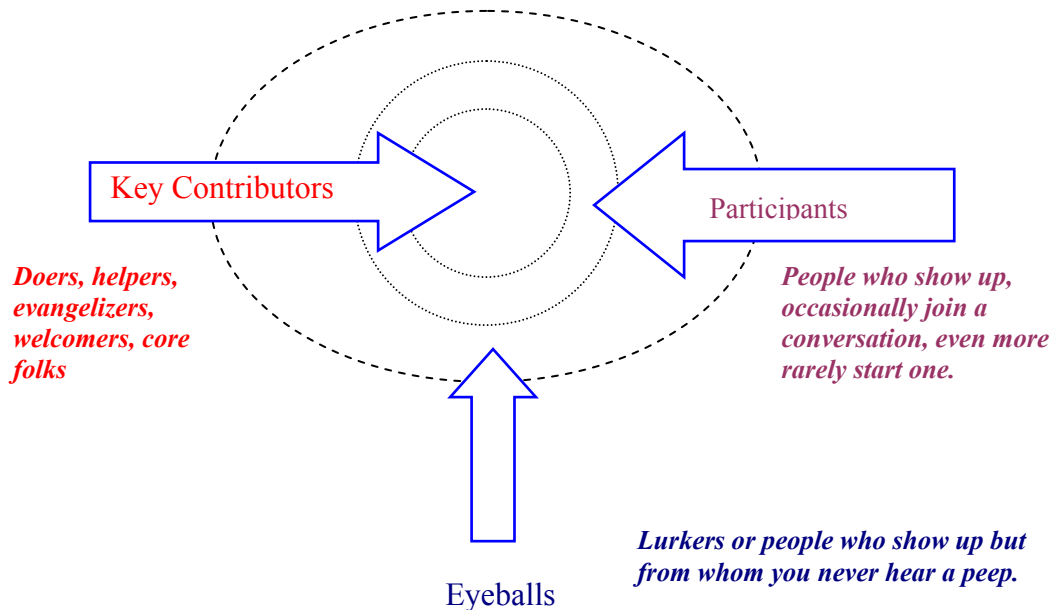 Key Contributors
Participants
Doers, helpers,
evangelizers,
welcomers, core
folks
People who show up,
occasionally join a
conversation, even more
rarely start one.
Lurkers or people who show up but
from whom you never hear a peep.
Eyeballs